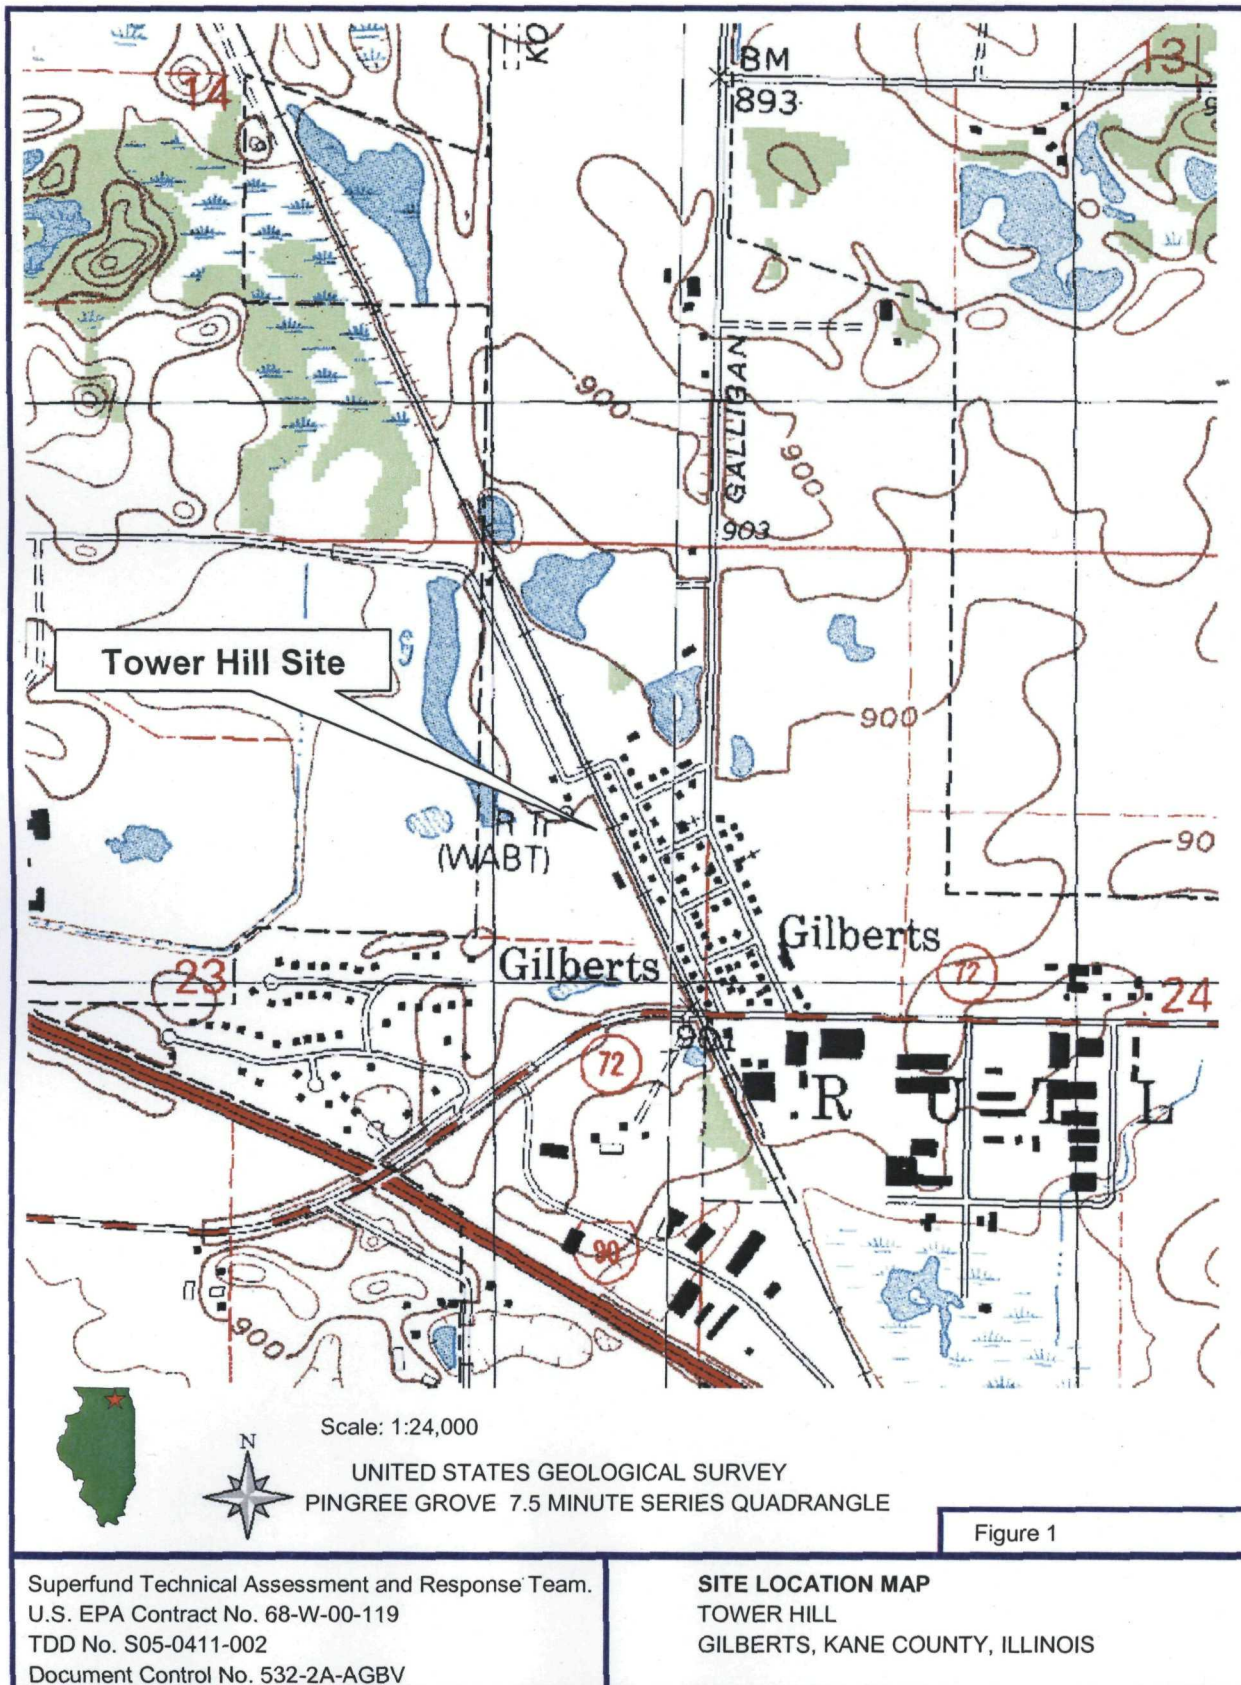 KO
BM
893
13
14
900
GALLIGAN
900
903
Tower Hill Site
900
90
(WABT)
Gilberts
Gilberts
23
72
24
72
R U L L
90
900
Scale: 1:24,000
N
UNITED STATES GEOLOGICAL SURVEY
PINGREE GROVE 7.5 MINUTE SERIES QUADRANGLE
Figure 1
Superfund Technical Assessment and Response Team.
U.S. EPA Contract No. 68-W-00-119
TDD No. S05-0411-002
Document Control No. 532-2A-AGBV
SITE LOCATION MAP
TOWER HILL
GILBERTS, KANE COUNTY, ILLINOIS